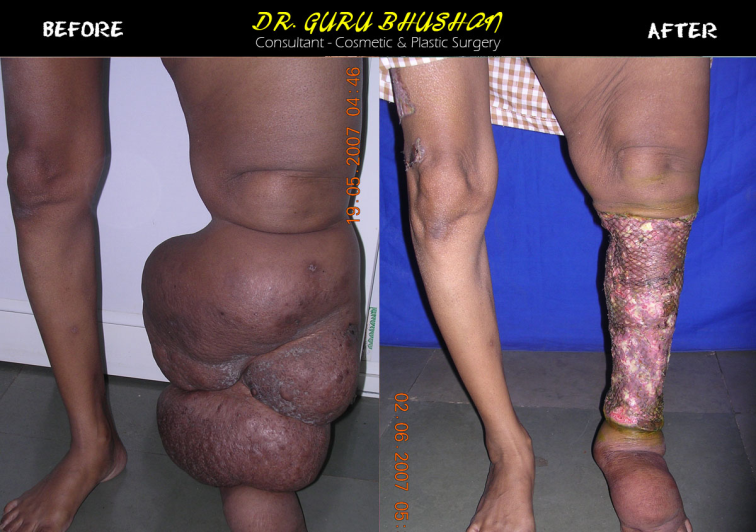 BEFORE
DR. GURU BHUSHAN
Consultant - Cosmetic & Plastic Surgery
AFTER
19.05.2007 04:46
02 06 2007 05: